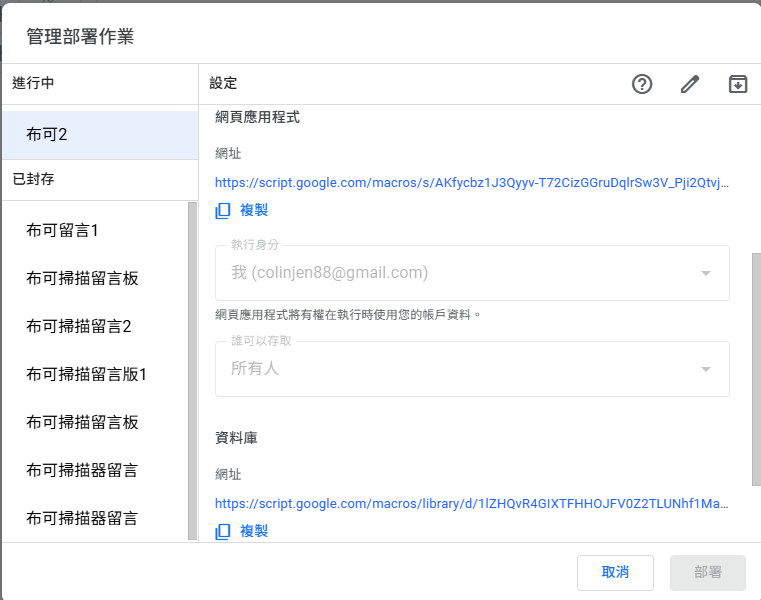 管理部署作業
進行中
設定
布可2
已封存
布可留言1
布可掃描留言板
布可掃描留言2
布可掃描留言版1
布可掃描留言板
布可掃描器留言
布可掃描器留言
網頁應用程式
網址
https://script.google.com/macros/s/AKfycbz1J3Qyyv-T72CizGGruDqlrSw3V_Pji2Qtvj...
複製
執行身分
我 (colinjen88@gmail.com)
網頁應用程式將有權在執行時使用您的帳戶資料。
誰可以存取
所有人
資料庫
網址
https://script.google.com/macros/library/d/1lZHQvR4GIXTFHHOJFV0Z2TLUNhf1Ma...
複製
取消
部署